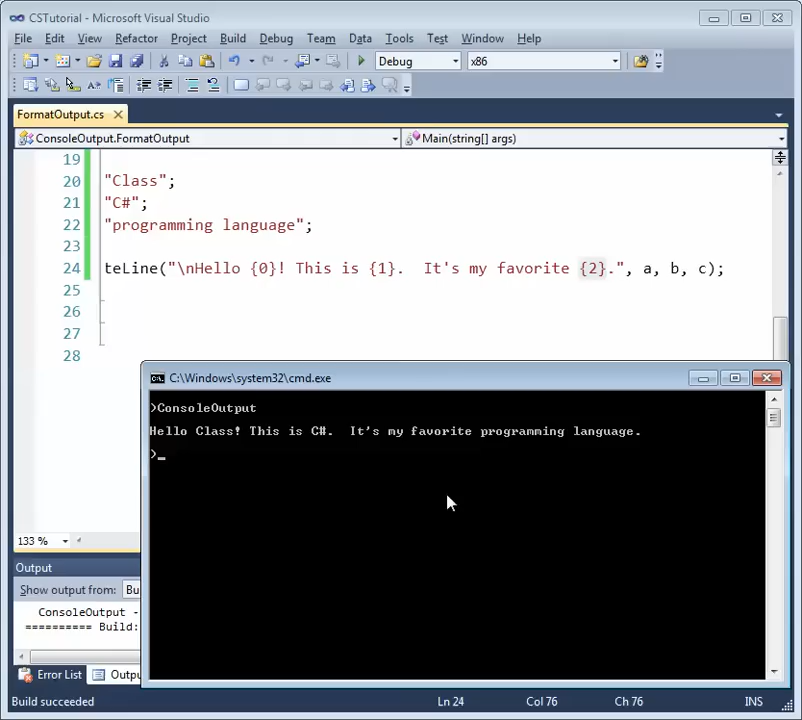 CSTutorial - Microsoft Visual Studio
File Edit View Refactor Project Build Debug Team Data Tools Test Window Help
Debug x86
FormatOutput.cs
ConsoleOutput.FormatOutput Main(string[] args)
19
20 "Class";
21 "C#";
22 "programming language";
23
24 teLine("\nHello {0}! This is {1}.  It's my favorite {2}.", a, b, c);
25
26
27
28
C:\Windows\system32\cmd.exe
>ConsoleOutput
Hello Class! This is C#.  It's my favorite programming language.
>_
133 %
Output
Show output from: Bu
ConsoleOutput -
========== Build:
Error List Outpu
Build succeeded Ln 24 Col 76 Ch 76 INS